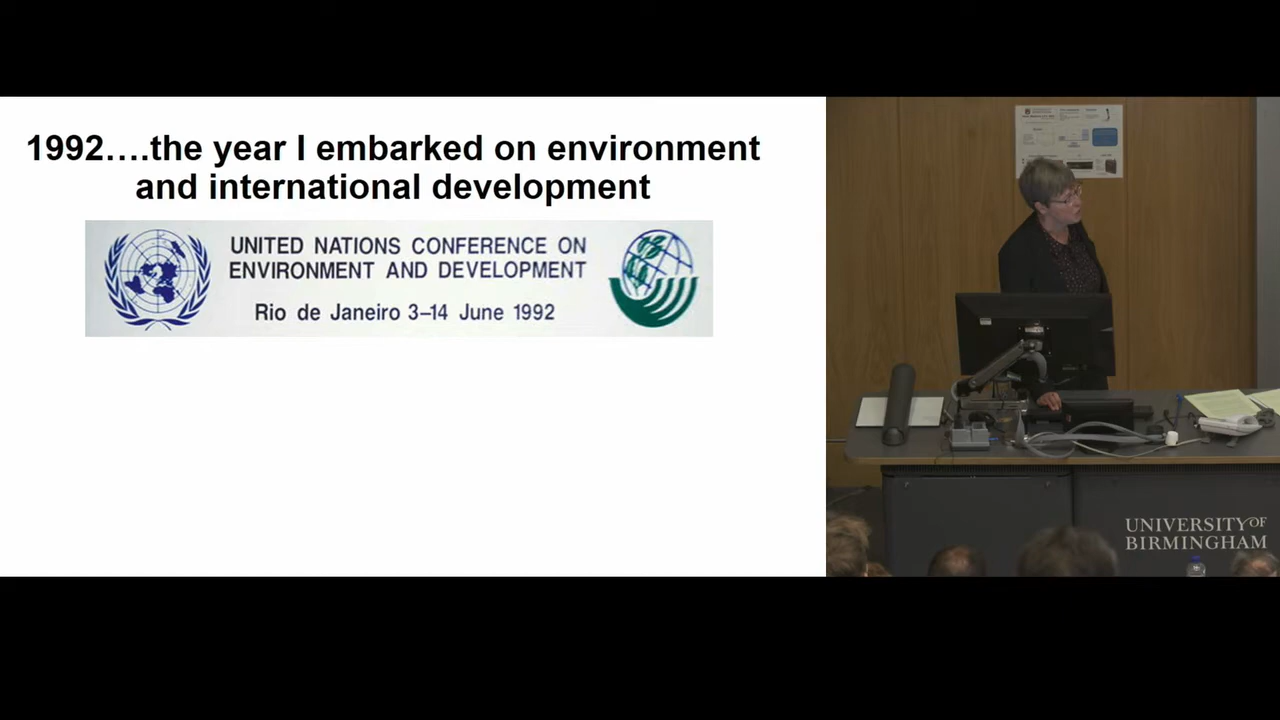 1992….the year I embarked on environment
and international development
UNITED NATIONS CONFERENCE ON
ENVIRONMENT AND DEVELOPMENT
Rio de Janeiro 3–14 June 1992
UNIVERSITY OF
BIRMINGHAM